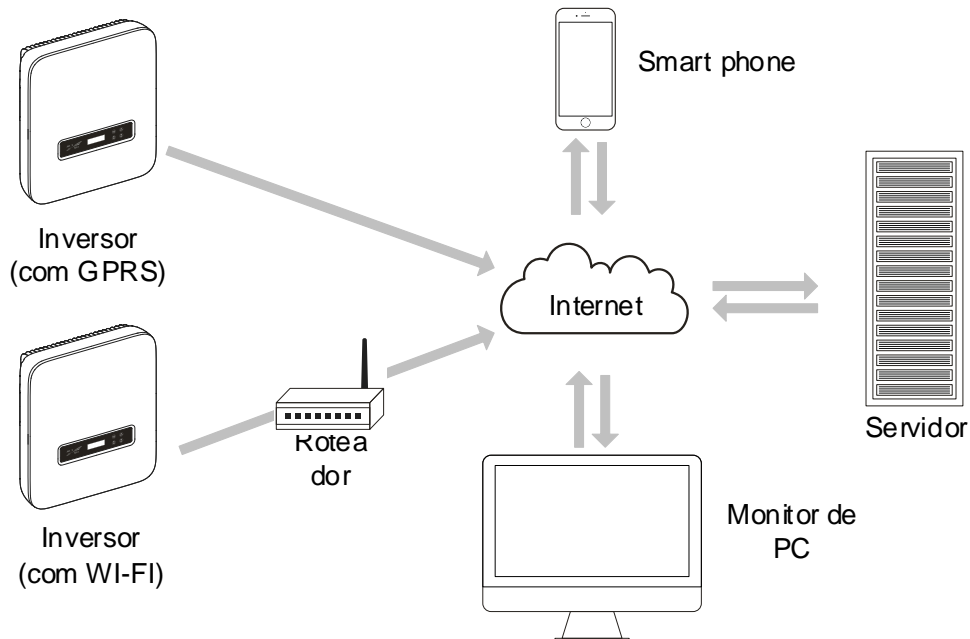 Smart phone
Inversor
(com GPRS)
Internet
Servidor
Rotea
dor
Inversor
(com WI-FI)
Monitor de
PC